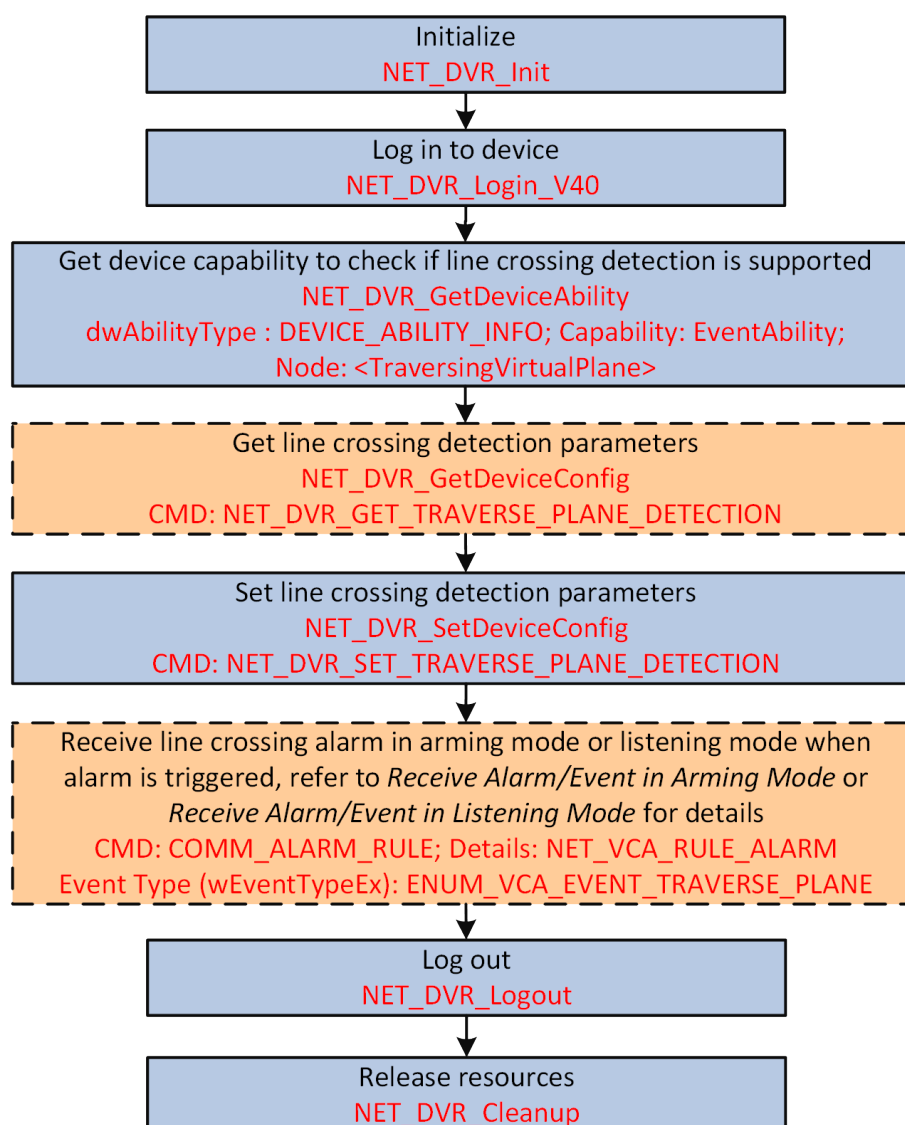 Initialize
NET_DVR_Init
Log in to device
NET_DVR_Login_V40
Get device capability to check if line crossing detection is supported
NET_DVR_GetDeviceAbility
dwAbilityType : DEVICE_ABILITY_INFO; Capability: EventAbility;
Node: <TraversingVirtualPlane>
Get line crossing detection parameters
NET_DVR_GetDeviceConfig
CMD: NET_DVR_GET_TRAVERSE_PLANE_DETECTION
Set line crossing detection parameters
NET_DVR_SetDeviceConfig
CMD: NET_DVR_SET_TRAVERSE_PLANE_DETECTION
Receive line crossing alarm in arming mode or listening mode when
alarm is triggered, refer to Receive Alarm/Event in Arming Mode or
Receive Alarm/Event in Listening Mode for details
CMD: COMM_ALARM_RULE; Details: NET_VCA_RULE_ALARM
Event Type (wEventTypeEx): ENUM_VCA_EVENT_TRAVERSE_PLANE
Log out
NET_DVR_Logout
Release resources
NET_DVR_Cleanup